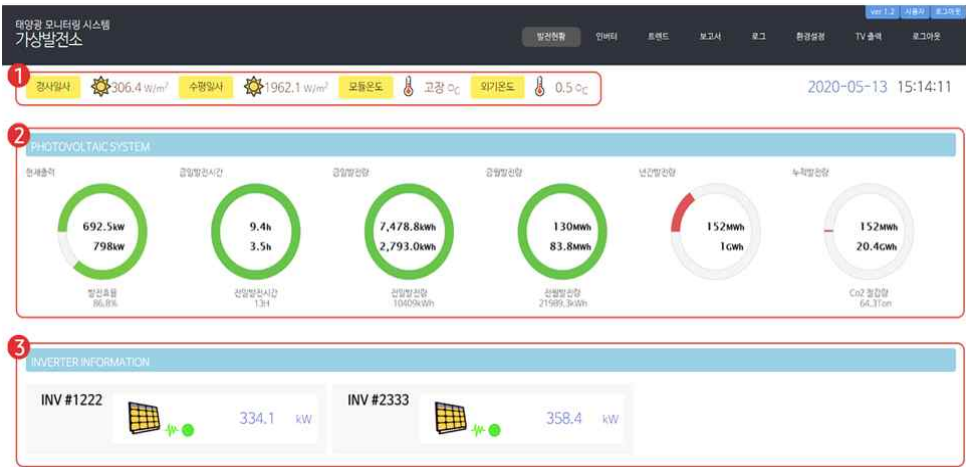 ver 1.2 사용자 로그아웃
태양광 모니터링 시스템
가상발전소
발전현황 인버터 트렌드 보고서 로그 환경설정 TV 출력 로그아웃
1
경사일사 306.4 W/m² 수평일사 1962.1 W/m² 모듈온도 고장 ºC 외기온도 0.5 ºC
2020-05-13 15:14:11
2
PHOTOVOLTAIC SYSTEM
현재출력 금일발전시간 금일발전량 금월발전량 년간발전량 누적발전량
692.5kW 9.4h 7,478.8kWh 130MWh 152MWh 152MWh
798kW 3.5h 2,793.0kWh 83.8MWh 1GWh 20.4GWh
발전효율 전일발전시간 전일발전량 전월발전량 Co2 절감량
86.8% 13H 10409kWh 21989.3kWh 64.3Ton
3
INVERTER INFORMATION
INV #1222 INV #2333
334.1 kW 358.4 kW